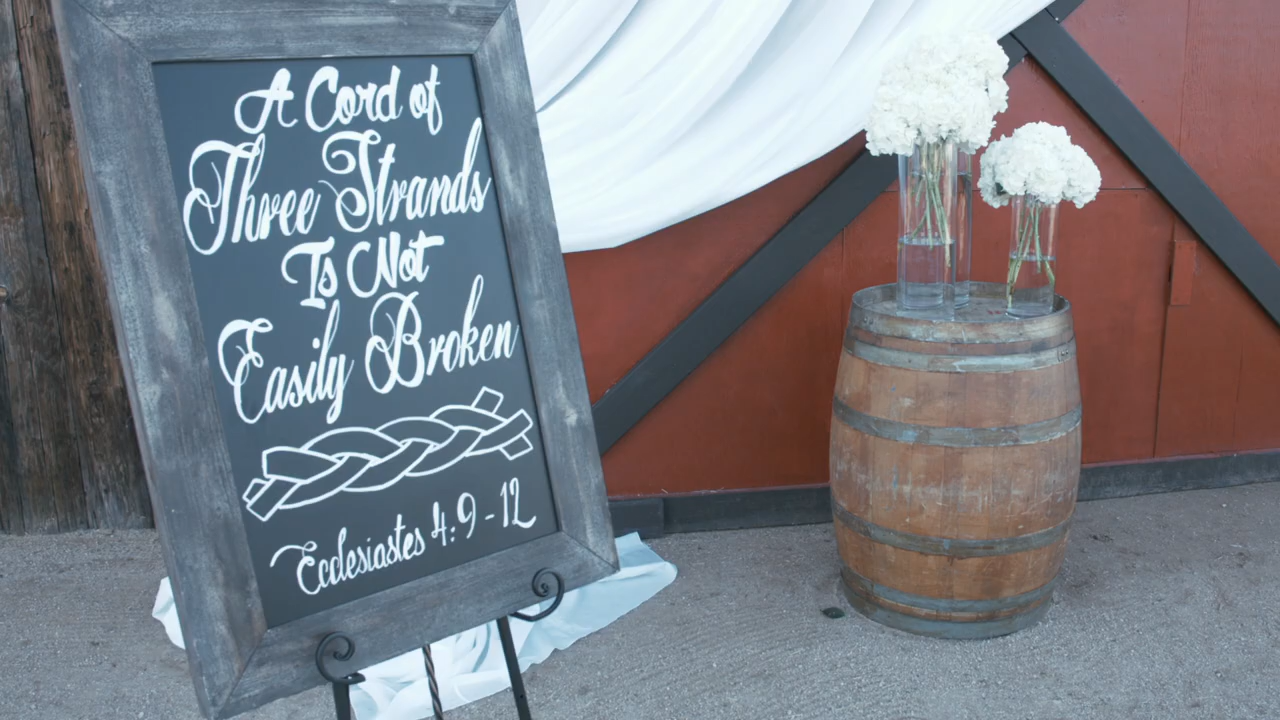 A Cord of
Three Strands
Is Not
Easily Broken
Ecclesiastes 4:9-12